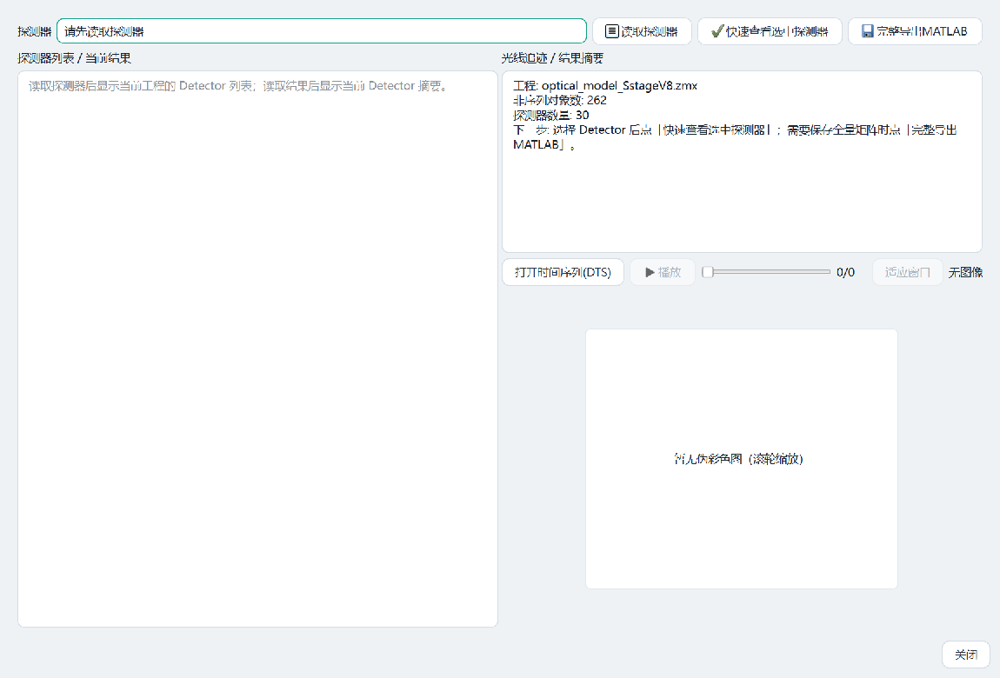 探测器 请先读取探测器 读取探测器 快速查看选中探测器 完整导出MATLAB
探测器列表 / 当前结果
读取探测器后显示当前工程的 Detector 列表；读取结果后显示当前 Detector 摘要。
光线追迹 / 结果摘要
工程: optical_model_SstageV8.zmx
非序列对象数: 262
探测器数量: 30
下一步: 选择 Detector 后点「快速查看选中探测器」；需要保存全量矩阵时点「完整导出
MATLAB」。
打开时间序列(DTS) 播放 0/0 适应窗口 无图像
暂无伪彩色图（滚轮缩放）
关闭